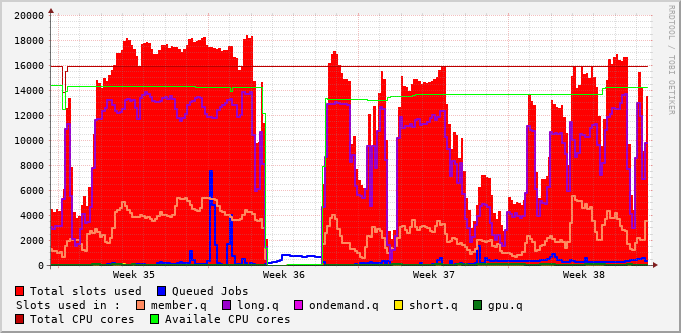 20000
18000
16000
14000
12000
10000
8000
6000
4000
2000
0
Week 35 Week 36 Week 37 Week 38
Total slots used Queued Jobs
Slots used in : member.q long.q ondemand.q short.q gpu.q
Total CPU cores Availale CPU cores
RRDTOOL / TOBI OETIKER